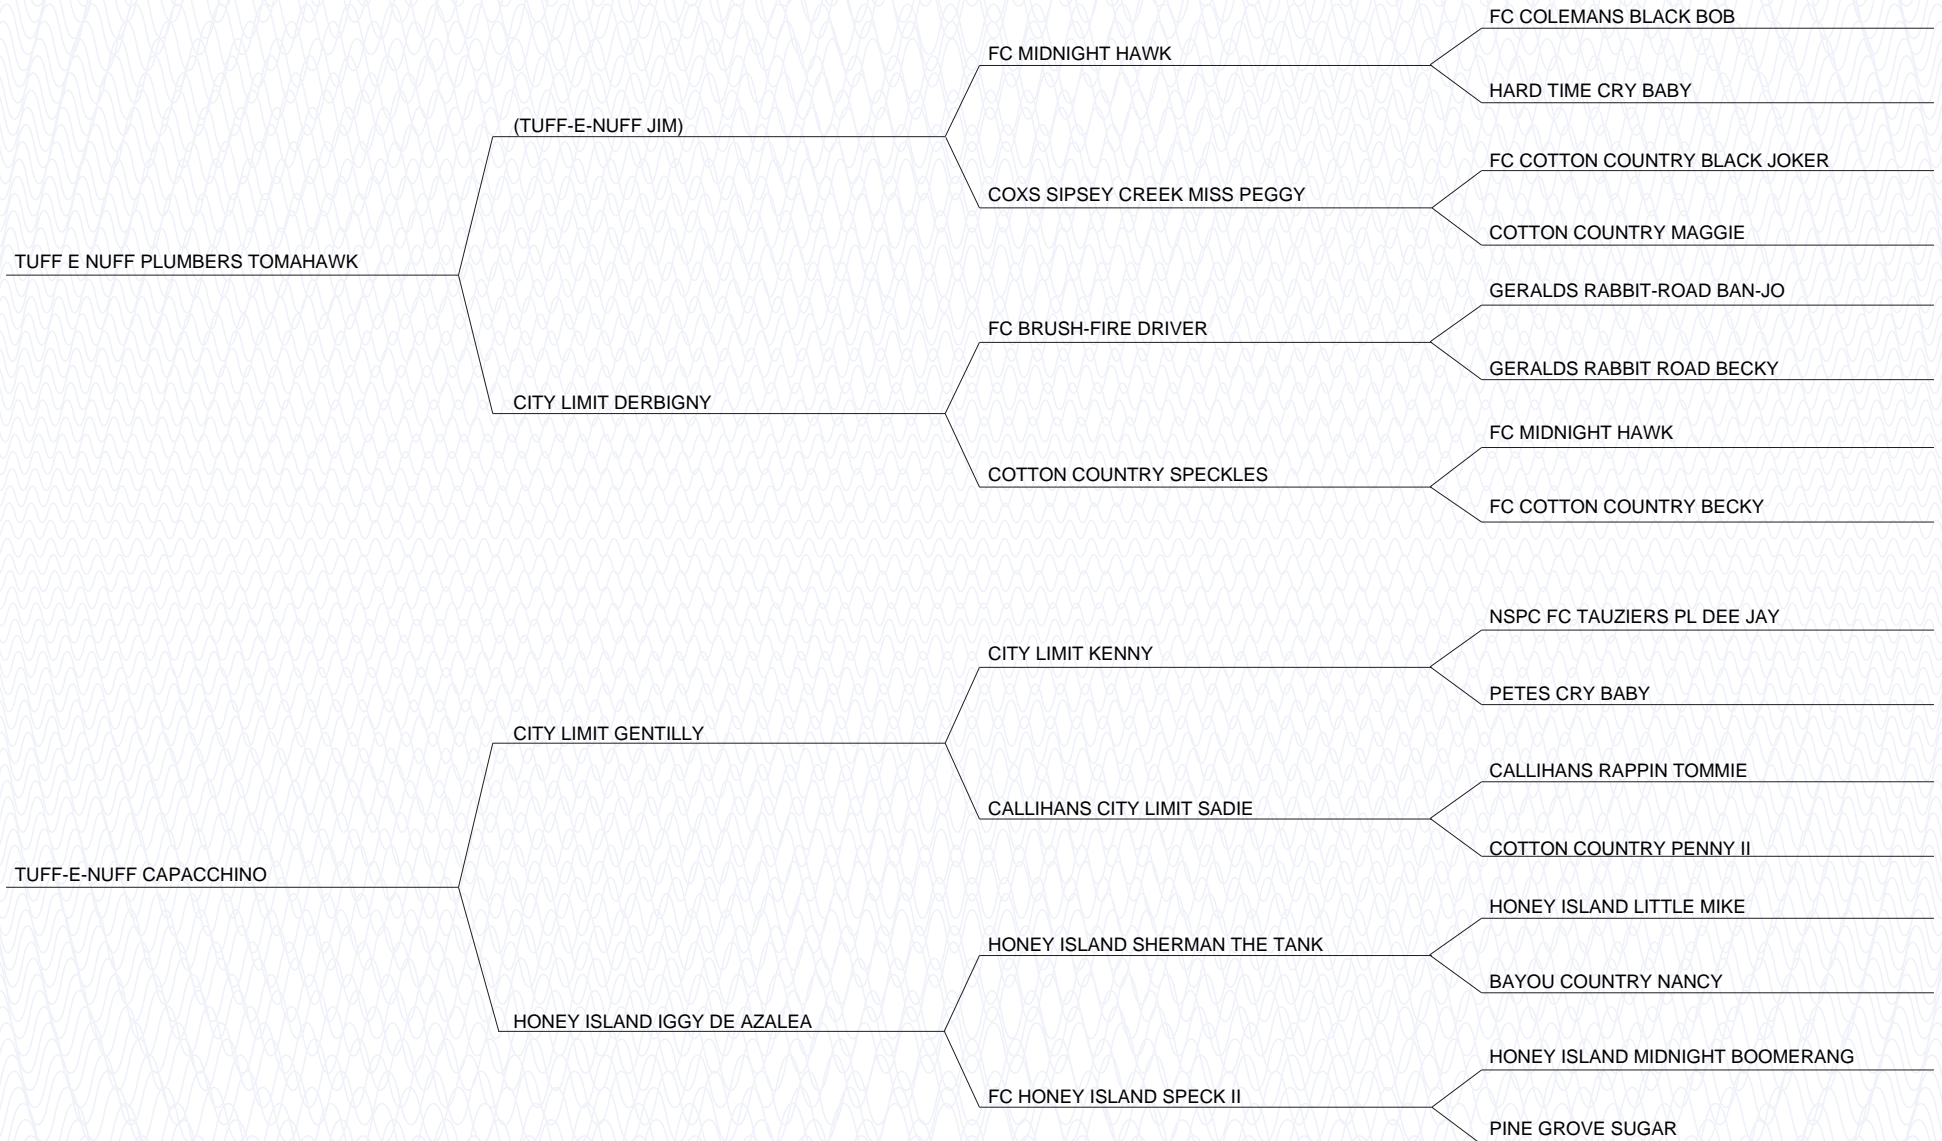 FC COLEMANS BLACK BOB
FC MIDNIGHT HAWK
HARD TIME CRY BABY
(TUFF-E-NUFF JIM)
FC COTTON COUNTRY BLACK JOKER
COXS SIPSEY CREEK MISS PEGGY
COTTON COUNTRY MAGGIE
TUFF E NUFF PLUMBERS TOMAHAWK
GERALDS RABBIT-ROAD BAN-JO
FC BRUSH-FIRE DRIVER
GERALDS RABBIT ROAD BECKY
CITY LIMIT DERBIGNY
FC MIDNIGHT HAWK
COTTON COUNTRY SPECKLES
FC COTTON COUNTRY BECKY
NSPC FC TAUZIERS PL DEE JAY
CITY LIMIT KENNY
PETES CRY BABY
CITY LIMIT GENTILLY
CALLIHANS RAPPIN TOMMIE
CALLIHANS CITY LIMIT SADIE
COTTON COUNTRY PENNY II
TUFF-E-NUFF CAPACCHINO
HONEY ISLAND LITTLE MIKE
HONEY ISLAND SHERMAN THE TANK
BAYOU COUNTRY NANCY
HONEY ISLAND IGGY DE AZALEA
HONEY ISLAND MIDNIGHT BOOMERANG
FC HONEY ISLAND SPECK II
PINE GROVE SUGAR